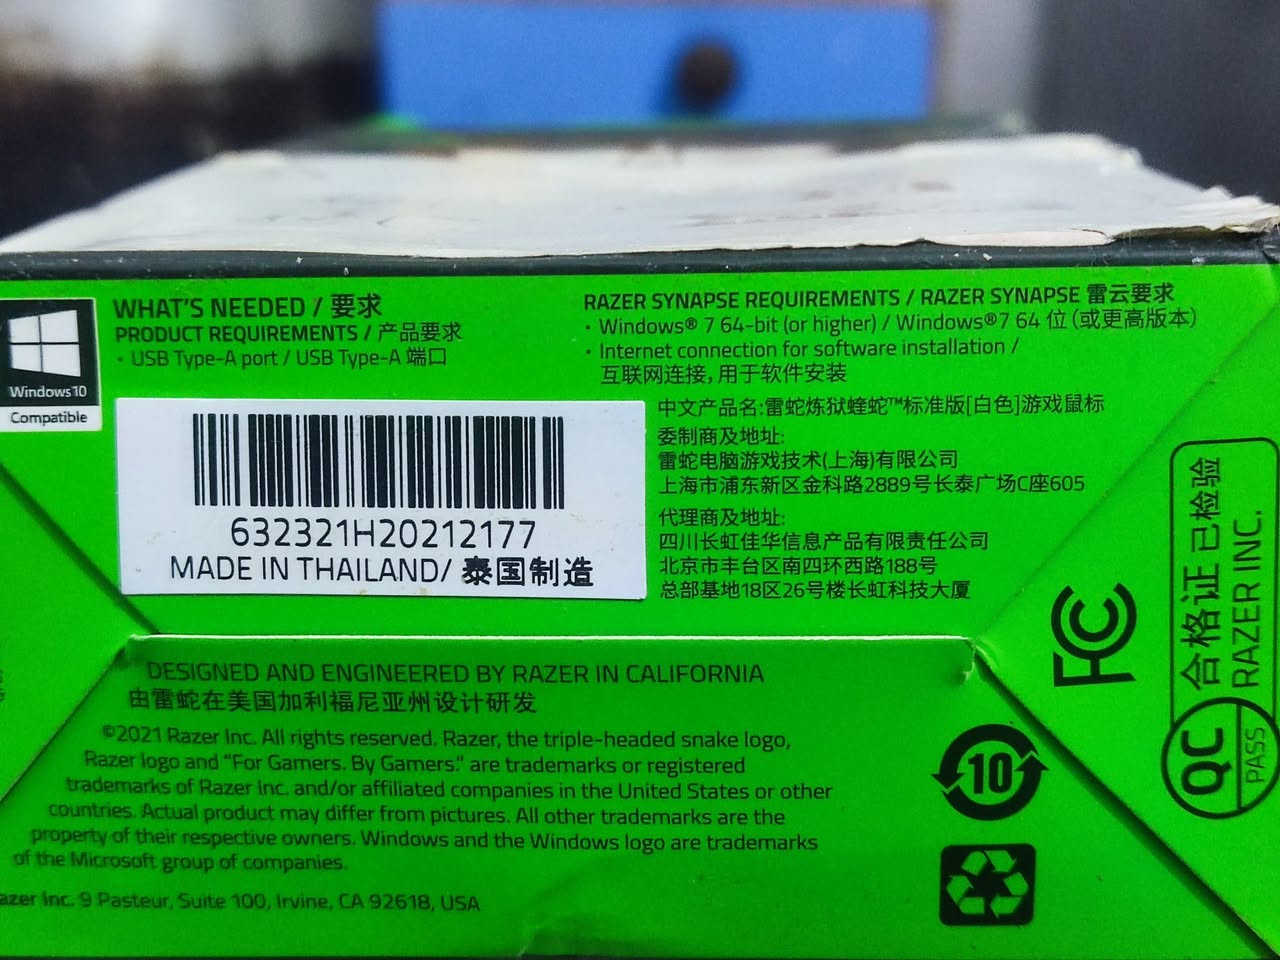 WHAT'S NEEDED / 要求
PRODUCT REQUIREMENTS / 产品要求
· USB Type-A port / USB Type-A 端口
Windows10
Compatible
RAZER SYNAPSE REQUIREMENTS / RAZER SYNAPSE 雷云要求
· Windows® 7 64-bit (or higher) / Windows®7 64 位 (或更高版本)
· Internet connection for software installation /
互联网连接, 用于软件安装
632321H20212177
MADE IN THAILAND/ 泰国制造
中文产品名:雷蛇炼狱蝰蛇™标准版[白色]游戏鼠标
委制商及地址:
雷蛇电脑游戏技术(上海)有限公司
上海市浦东新区金科路2889号长泰广场C座605
代理商及地址:
四川长虹佳华信息产品有限责任公司
北京市丰台区南四环西路188号
总部基地18区26号楼长虹科技大厦
FC
合格证 已检验
RAZER INC.
QC
PASS
DESIGNED AND ENGINEERED BY RAZER IN CALIFORNIA
由雷蛇在美国加利福尼亚州设计研发
©2021 Razer Inc. All rights reserved. Razer, the triple-headed snake logo,
Razer logo and "For Gamers. By Gamers." are trademarks or registered
trademarks of Razer Inc. and/or affiliated companies in the United States or other
countries. Actual product may differ from pictures. All other trademarks are the
property of their respective owners. Windows and the Windows logo are trademarks
of the Microsoft group of companies.
azer Inc. 9 Pasteur, Suite 100, Irvine, CA 92618, USA
10